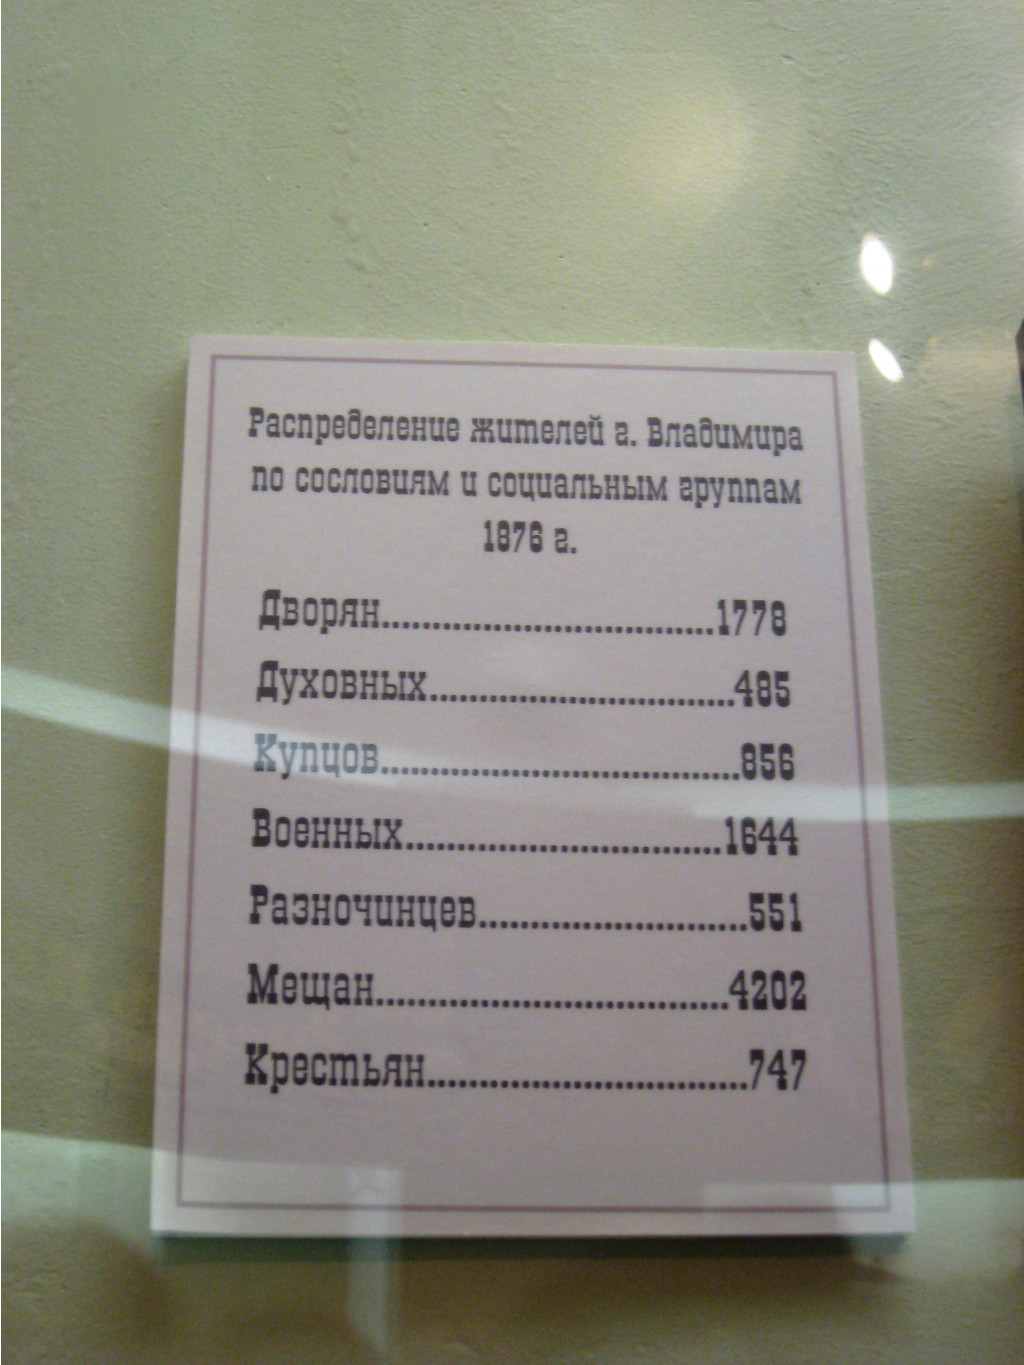 Распределение жителей г. Владимира
по сословиям и социальным группам
1876 г.
Дворян.................................1778
Духовных..............................485
Купцов...................................856
Военных...............................1644
Разночинцев..........................551
Мещан..................................4202
Крестьян...............................747